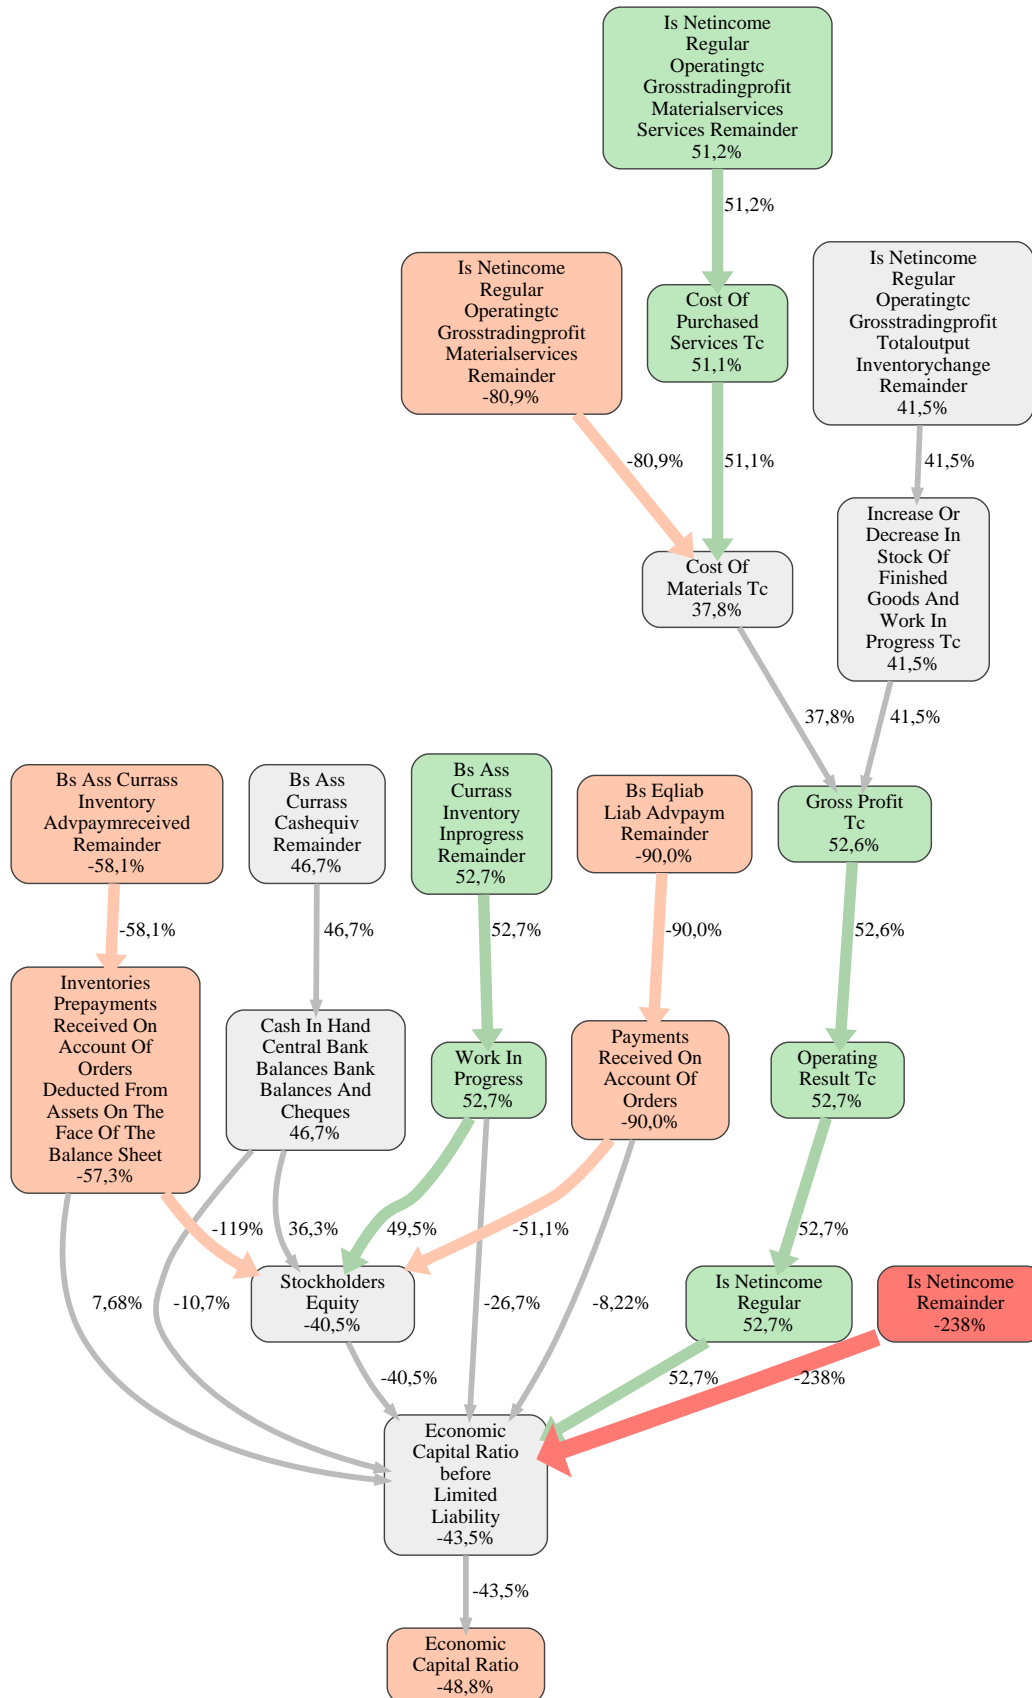 Is Netincome
Regular
Operatingtc
Grosstradingprofit
Materialservices
Services Remainder
51,2%
51,2%
Is Netincome
Regular
Operatingtc
Grosstradingprofit
Materialservices
Remainder
-80,9%
Cost Of
Purchased
Services Tc
51,1%
Is Netincome
Regular
Operatingtc
Grosstradingprofit
Totaloutput
Inventorychange
Remainder
41,5%
-80,9%
51,1%
41,5%
Cost Of
Materials Tc
37,8%
Increase Or
Decrease In
Stock Of
Finished
Goods And
Work In
Progress Tc
41,5%
37,8%
41,5%
Bs Ass Currass
Inventory
Advpaymreceived
Remainder
-58,1%
Bs Ass
Currass
Cashequiv
Remainder
46,7%
Bs Ass
Currass
Inventory
Inprogress
Remainder
52,7%
Bs Eqliab
Liab Advpaym
Remainder
-90,0%
Gross Profit
Tc
52,6%
-58,1%
46,7%
52,7%
-90,0%
52,6%
Inventories
Prepayments
Received On
Account Of
Orders
Deducted From
Assets On The
Face Of The
Balance Sheet
-57,3%
Cash In Hand
Central Bank
Balances Bank
Balances And
Cheques
46,7%
Work In
Progress
52,7%
Payments
Received On
Account Of
Orders
-90,0%
Operating
Result Tc
52,7%
-119%
36,3%
49,5%
-51,1%
52,7%
7,68%
-10,7%
Stockholders
Equity
-40,5%
-26,7%
-8,22%
Is Netincome
Regular
52,7%
Is Netincome
Remainder
-238%
-40,5%
52,7%
-238%
Economic
Capital Ratio
before
Limited
Liability
-43,5%
-43,5%
Economic
Capital Ratio
-48,8%